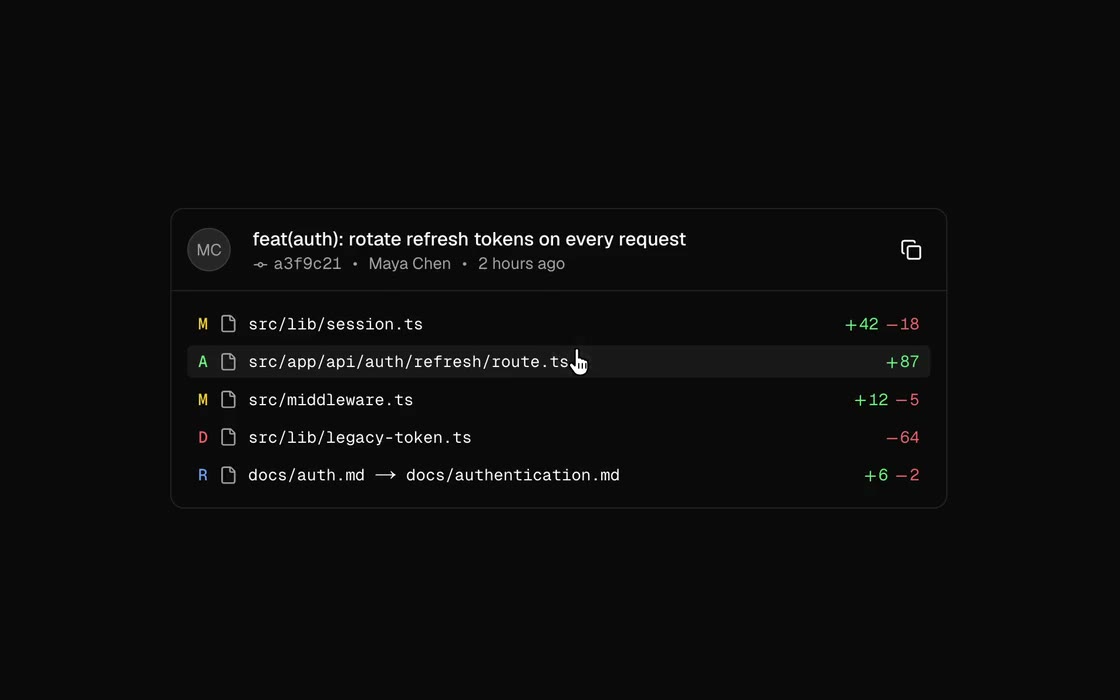 MC
feat(auth): rotate refresh tokens on every request
a3f9c21 • Maya Chen • 2 hours ago
M src/lib/session.ts +42 −18
A src/app/api/auth/refresh/route.ts +87
M src/middleware.ts +12 −5
D src/lib/legacy-token.ts −64
R docs/auth.md → docs/authentication.md +6 −2